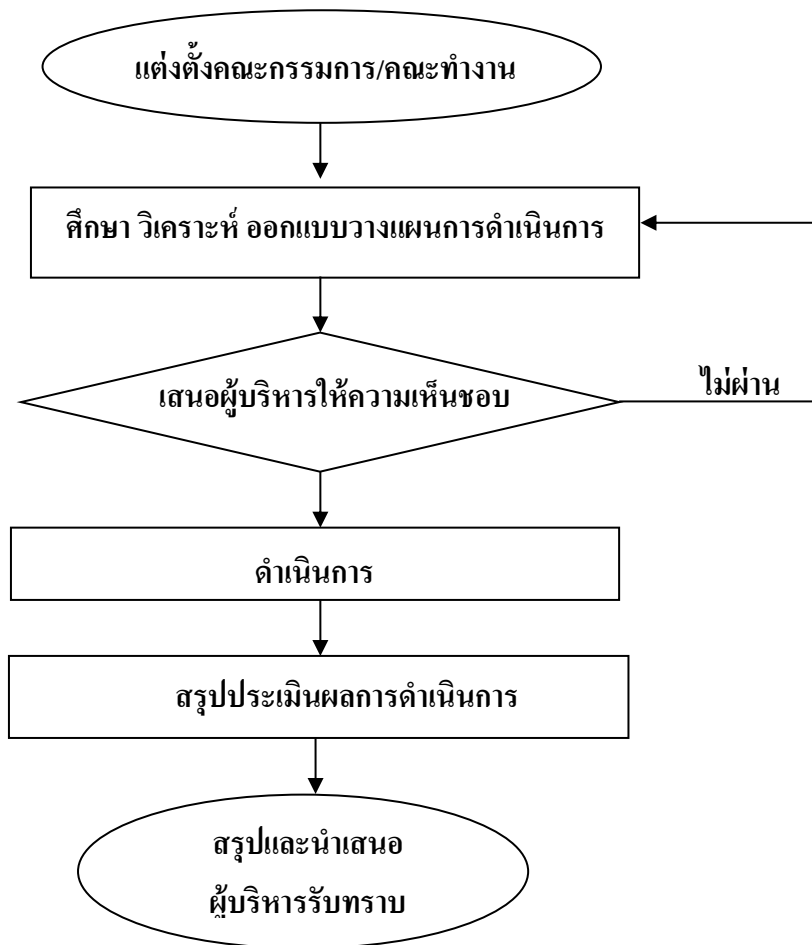 แต่งตั้งคณะกรรมการ/คณะทำงาน
ศึกษา วิเคราะห์ ออกแบบวางแผนการดำเนินการ
เสนอผู้บริหารให้ความเห็นชอบ
ไม่ผ่าน
ดำเนินการ
สรุปประเมินผลการดำเนินการ
สรุปและนำเสนอ
ผู้บริหารรับทราบ